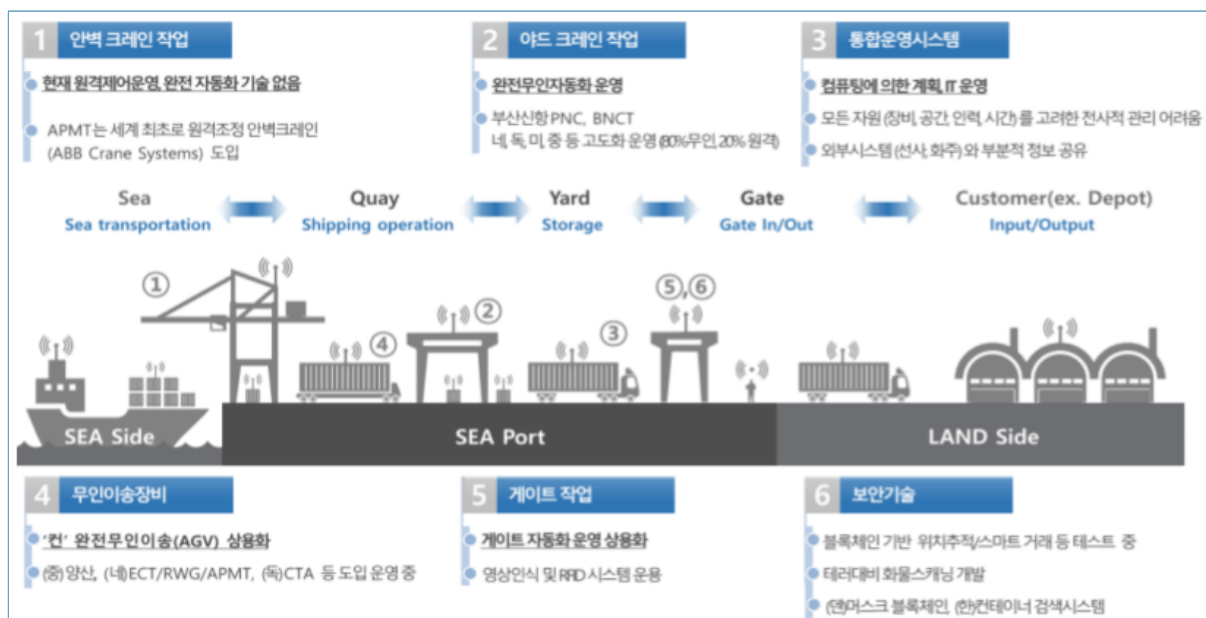 1 안벽 크레인 작업
현재 원격제어운영, 완전 자동화 기술 없음
APMT는 세계 최초로 원격조정 안벽크레인
(ABB Crane Systems) 도입
2 야드 크레인 작업
완전무인자동화 운영
부산신항 PNC, BNCT
네, 독, 미, 중 등 고도화 운영 (80%무인, 20% 원격)
3 통합운영시스템
컴퓨팅에 의한 계획, IT 운영
모든 자원 (장비, 공간, 인력, 시간)를 고려한 전사적 관리 어려움
외부시스템 (선사, 화주)와 부분적 정보 공유
Sea Quay Yard Gate Customer(ex. Depot)
Sea transportation Shipping operation Storage Gate In/Out Input/Output
①
②
③
④
⑤,⑥
SEA Side SEA Port LAND Side
4 무인이송장비
'컨' 완전무인이송(AGV) 상용화
(중)양산, (네)ECT/RWG/APMT, (독)CTA 등 도입 운영 중
5 게이트 작업
게이트 자동화 운영 상용화
영상인식 및 RFID 시스템 운용
6 보안기술
블록체인 기반 위치추적/스마트 거래 등 테스트 중
테러대비 화물스캐닝 개발
(덴)머스크 블록체인, (한)컨테이너 검색시스템